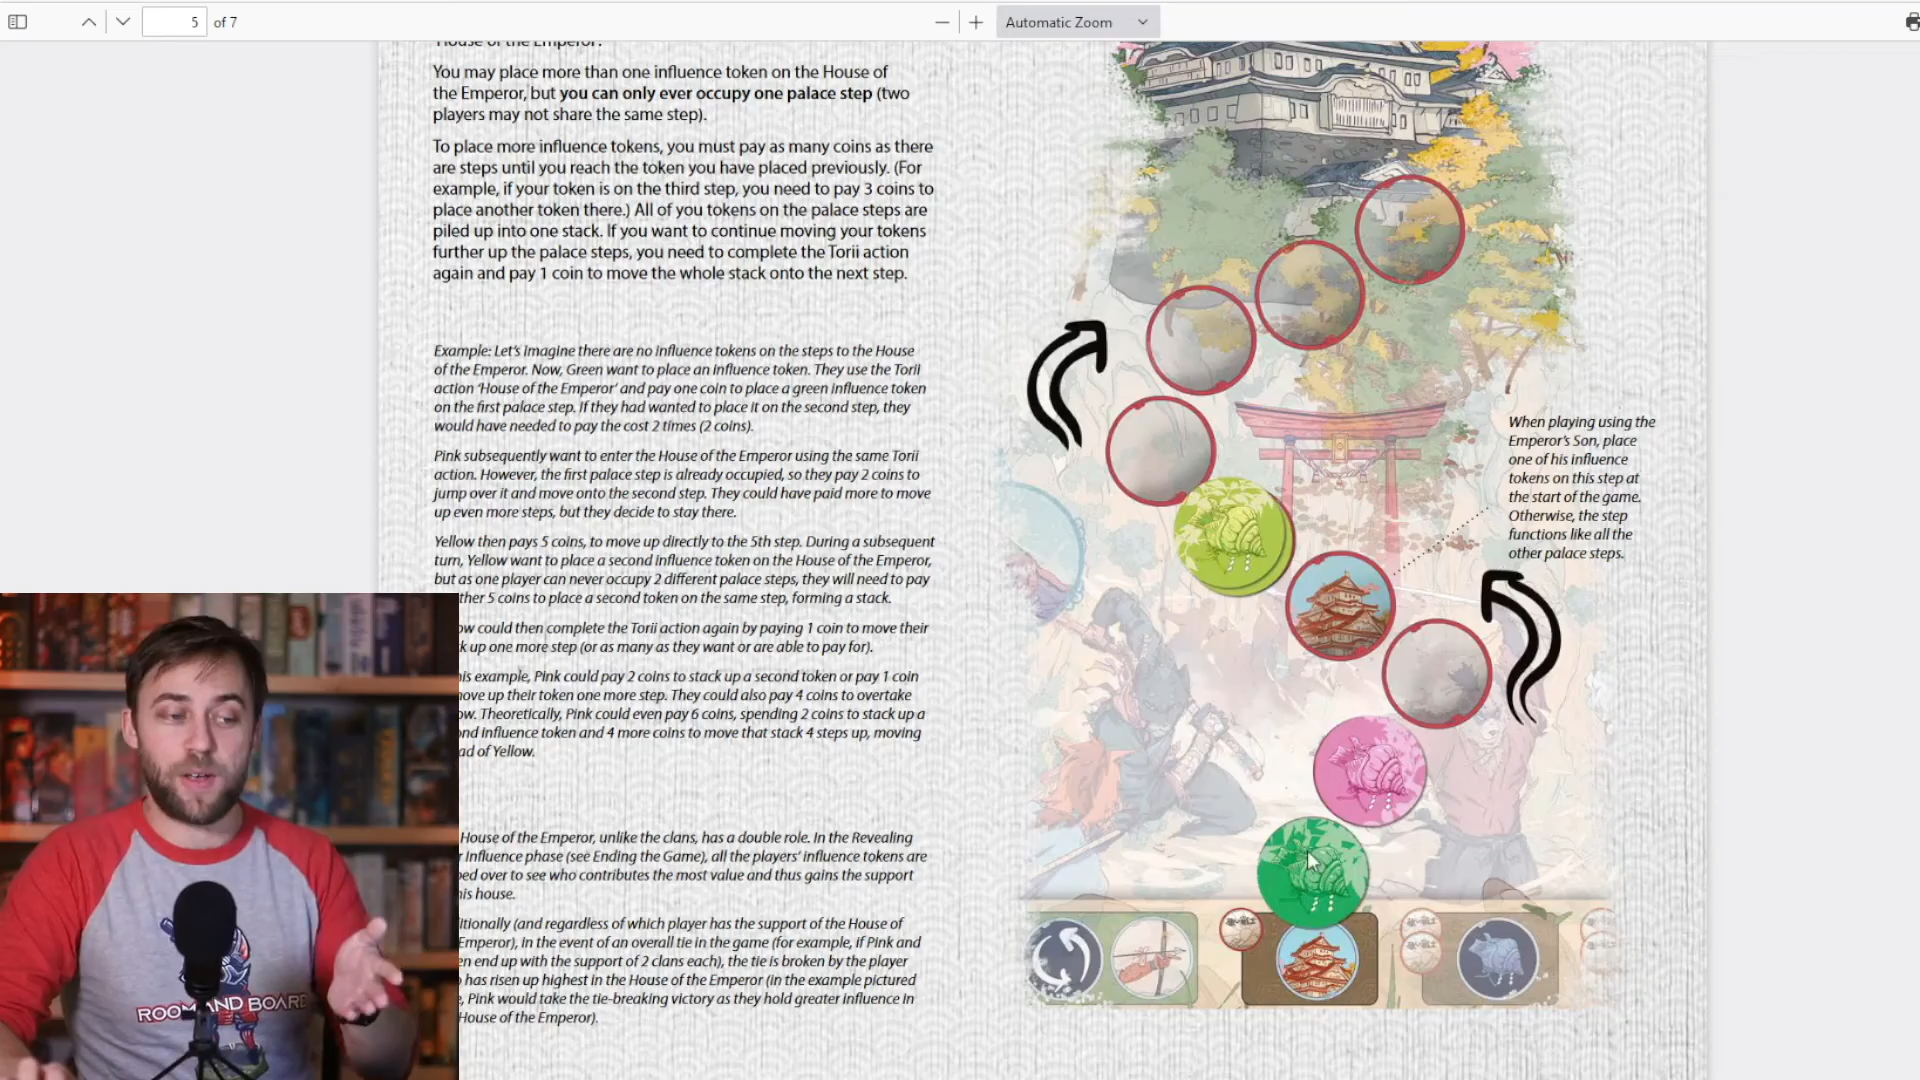 5 of 7
Automatic Zoom
'House of the Emperor'.
You may place more than one influence token on the House of
the Emperor, but you can only ever occupy one palace step (two
players may not share the same step).
To place more influence tokens, you must pay as many coins as there
are steps until you reach the token you have placed previously. (For
example, if your token is on the third step, you need to pay 3 coins to
place another token there.) All of you tokens on the palace steps are
piled up into one stack. If you want to continue moving your tokens
further up the palace steps, you need to complete the Torii action
again and pay 1 coin to move the whole stack onto the next step.
Example: Let's imagine there are no influence tokens on the steps to the House
of the Emperor. Now, Green want to place an influence token. They use the Torii
action 'House of the Emperor' and pay one coin to place a green influence token
on the first palace step. If they had wanted to place it on the second step, they
would have needed to pay the cost 2 times (2 coins).
Pink subsequently want to enter the House of the Emperor using the same Torii
action. However, the first palace step is already occupied, so they pay 2 coins to
jump over it and move onto the second step. They could have paid more to move
up even more steps, but they decide to stay there.
Yellow then pays 5 coins, to move up directly to the 5th step. During a subsequent
turn, Yellow want to place a second influence token on the House of the Emperor,
but as one player can never occupy 2 different palace steps, they will need to pay
ther 5 coins to place a second token on the same step, forming a stack.
ow could then complete the Torii action again by paying 1 coin to move their
k up one more step (or as many as they want or are able to pay for).
is example, Pink could pay 2 coins to stack up a second token or pay 1 coin
ove up their token one more step. They could also pay 4 coins to overtake
ow. Theoretically, Pink could even pay 6 coins, spending 2 coins to stack up a
nd influence token and 4 more coins to move that stack 4 steps up, moving
ad of Yellow.
House of the Emperor, unlike the clans, has a double role. In the Revealing
r Influence phase (see Ending the Game), all the players' influence tokens are
ped over to see who contributes the most value and thus gains the support
his house.
ditionally (and regardless of which player has the support of the House of
Emperor), in the event of an overall tie in the game (for example, if Pink and
en end up with the support of 2 clans each), the tie is broken by the player
has risen up highest in the House of the Emperor (in the example pictured
e, Pink would take the tie-breaking victory as they hold greater influence in
House of the Emperor).
When playing using the
Emperor's Son, place
one of his influence
tokens on this step at
the start of the game.
Otherwise, the step
functions like all the
other palace steps.
ROOM AND BOARD